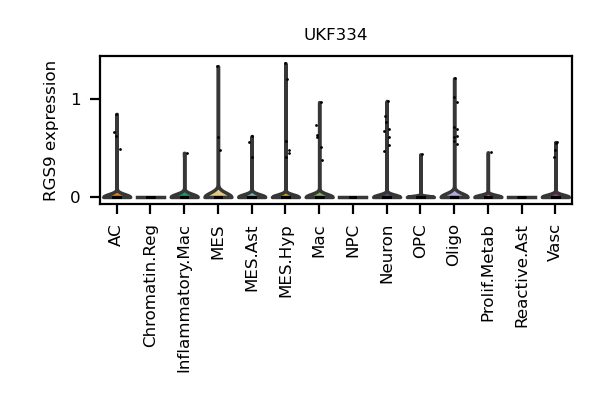 UKF334
RGS9 expression
1
0
AC
Chromatin.Reg
Inflammatory.Mac
MES
MES.Ast
MES.Hyp
Mac
NPC
Neuron
OPC
Oligo
Prolif.Metab
Reactive.Ast
Vasc